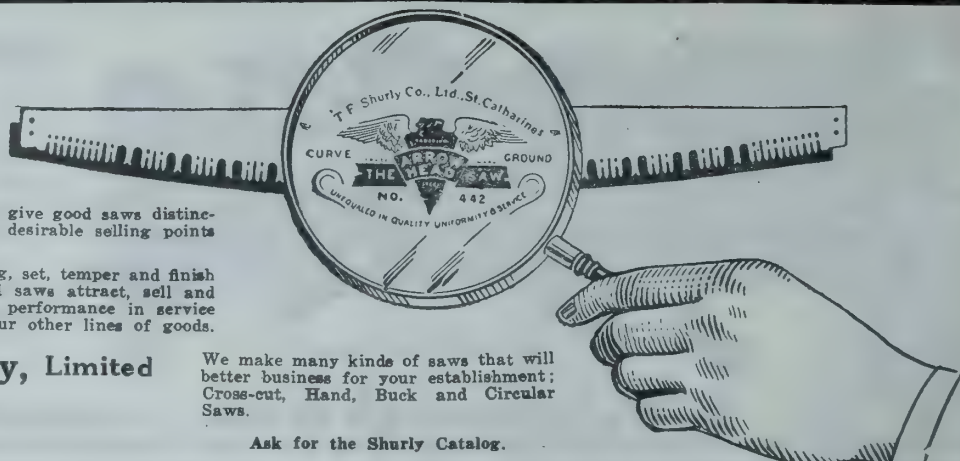 T F Shurly Co., Ltd., St. Catharines
CURVE GROUND
THE ARROW HEAD SAW
NO. 442
UNEQUALED IN QUALITY UNIFORMITY & SERVICE
give good saws distinc-
desirable selling points
g, set, temper and finish
saws attract, sell and
performance in service
ur other lines of goods.
y, Limited
We make many kinds of saws that will
better business for your establishment;
Cross-cut, Hand, Buck and Circular
Saws.
Ask for the Shurly Catalog.